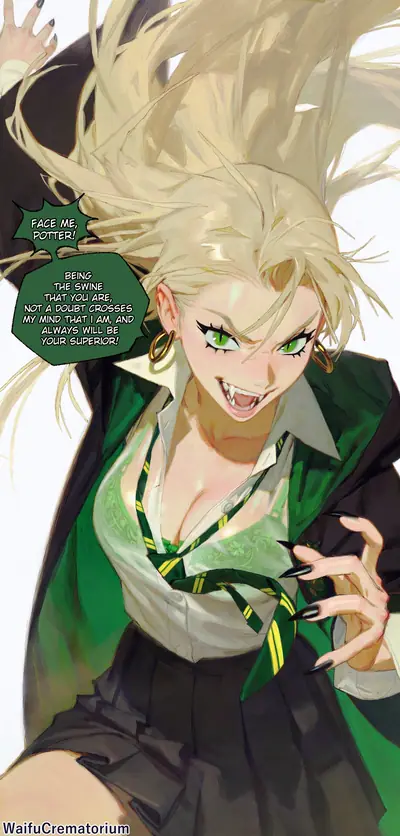 FACE ME,
POTTER!
BEING
THE SWINE
THAT YOU ARE,
NOT A DOUBT CROSSES
MY MIND THAT I AM, AND
ALWAYS WILL BE
YOUR SUPERIOR!
WaifuCrematorium